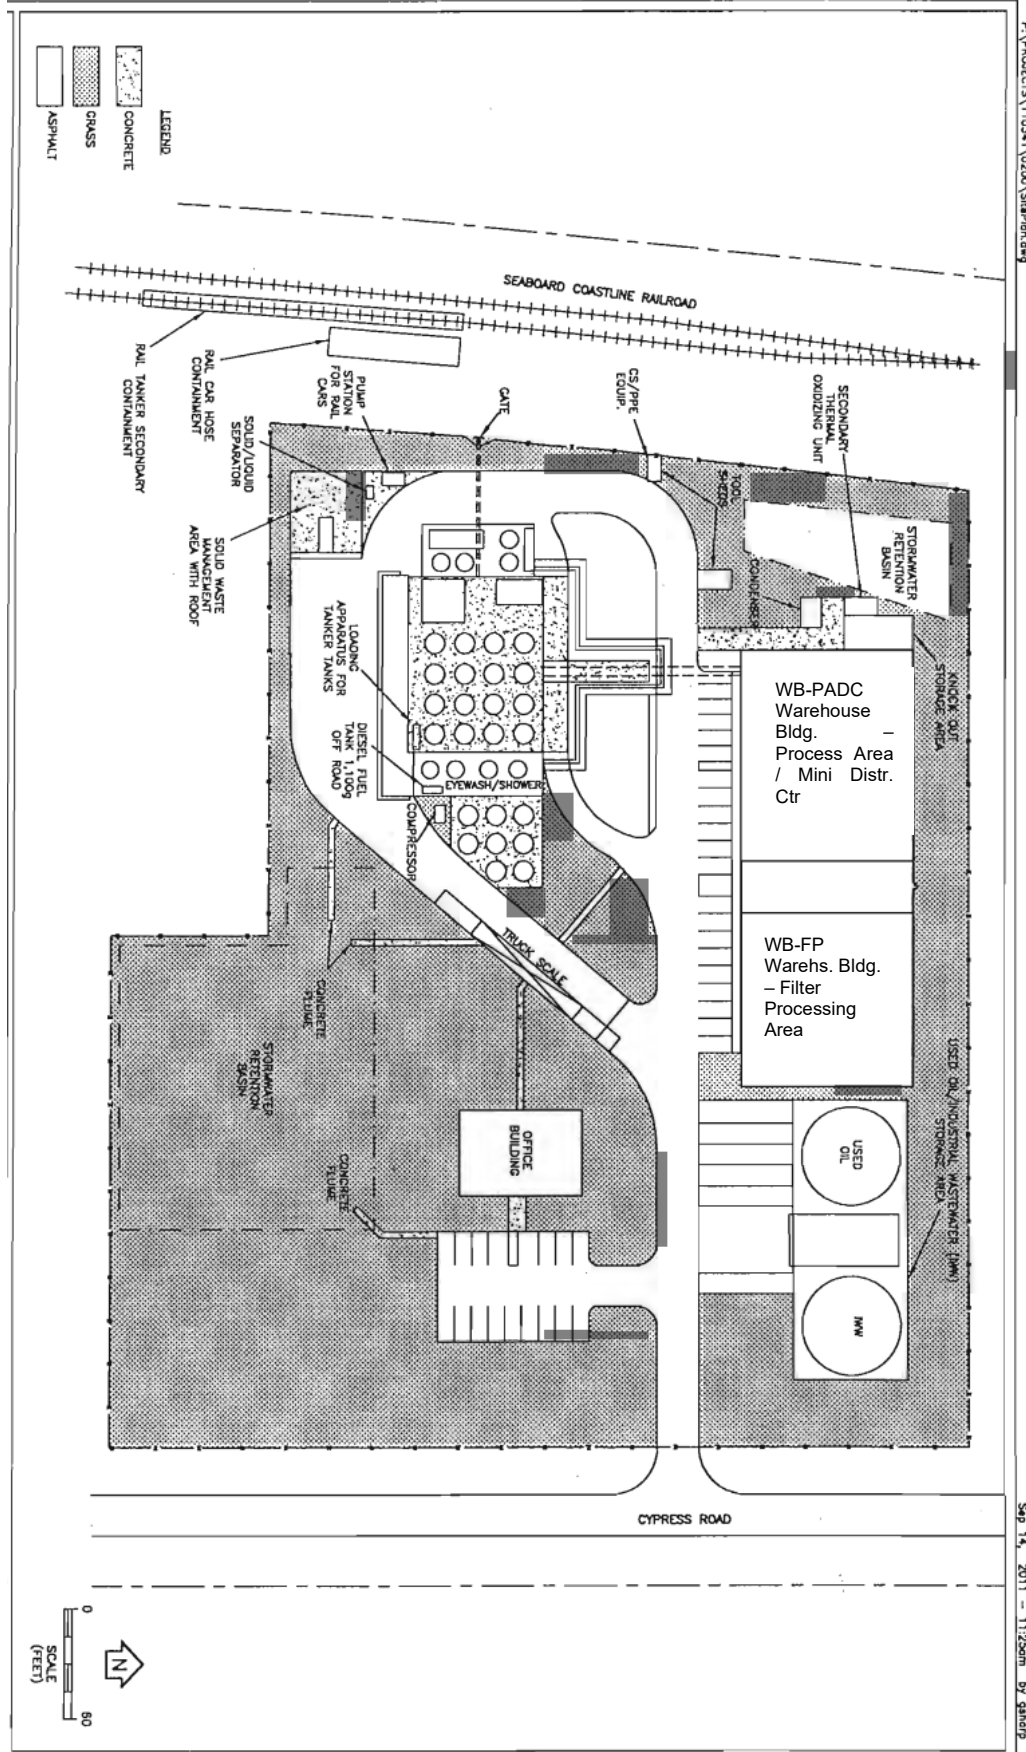 Sep 14, 2011 - 11:25am by gsharp
LEGEND
CONCRETE
GRASS
ASPHALT
SEABOARD COASTLINE RAILROAD
RAIL TANKER SECONDARY
CONTAINMENT
RAIL CAR HOSE
CONTAINMENT
PUMP
STATION
FOR RAIL
CARS
SOLID/LIQUID
SEPARATOR
GATE
CS/PPE
EQUIP.
SECONDARY
THERMAL
OXIDIZING UNIT
TOOL
SHEDS
STORMWATER
RETENTION
BASIN
CONDENSER
SOLID WASTE
MANAGEMENT
AREA WITH ROOF
LOADING
APPARATUS FOR
TANKER TANKS
DIESEL FUEL
TANK 1,100g
OFF ROAD
EYEWASH/SHOWER
COMPRESSOR
KNOCK OUT
STORAGE AREA
WB-PADC
Warehouse
Bldg. –
Process Area
/ Mini Distr.
Ctr
WB-FP
Warehs. Bldg.
– Filter
Processing
Area
TRUCK SCALE
CONCRETE
FLUME
STORMWATER
RETENTION
BASIN
USED OIL/INDUSTRIAL WASTEWATER (IWW)
STORAGE AREA
OFFICE
BUILDING
USED
OIL
CONCRETE
FLUME
IWW
CYPRESS ROAD
N
0
60
SCALE
(FEET)